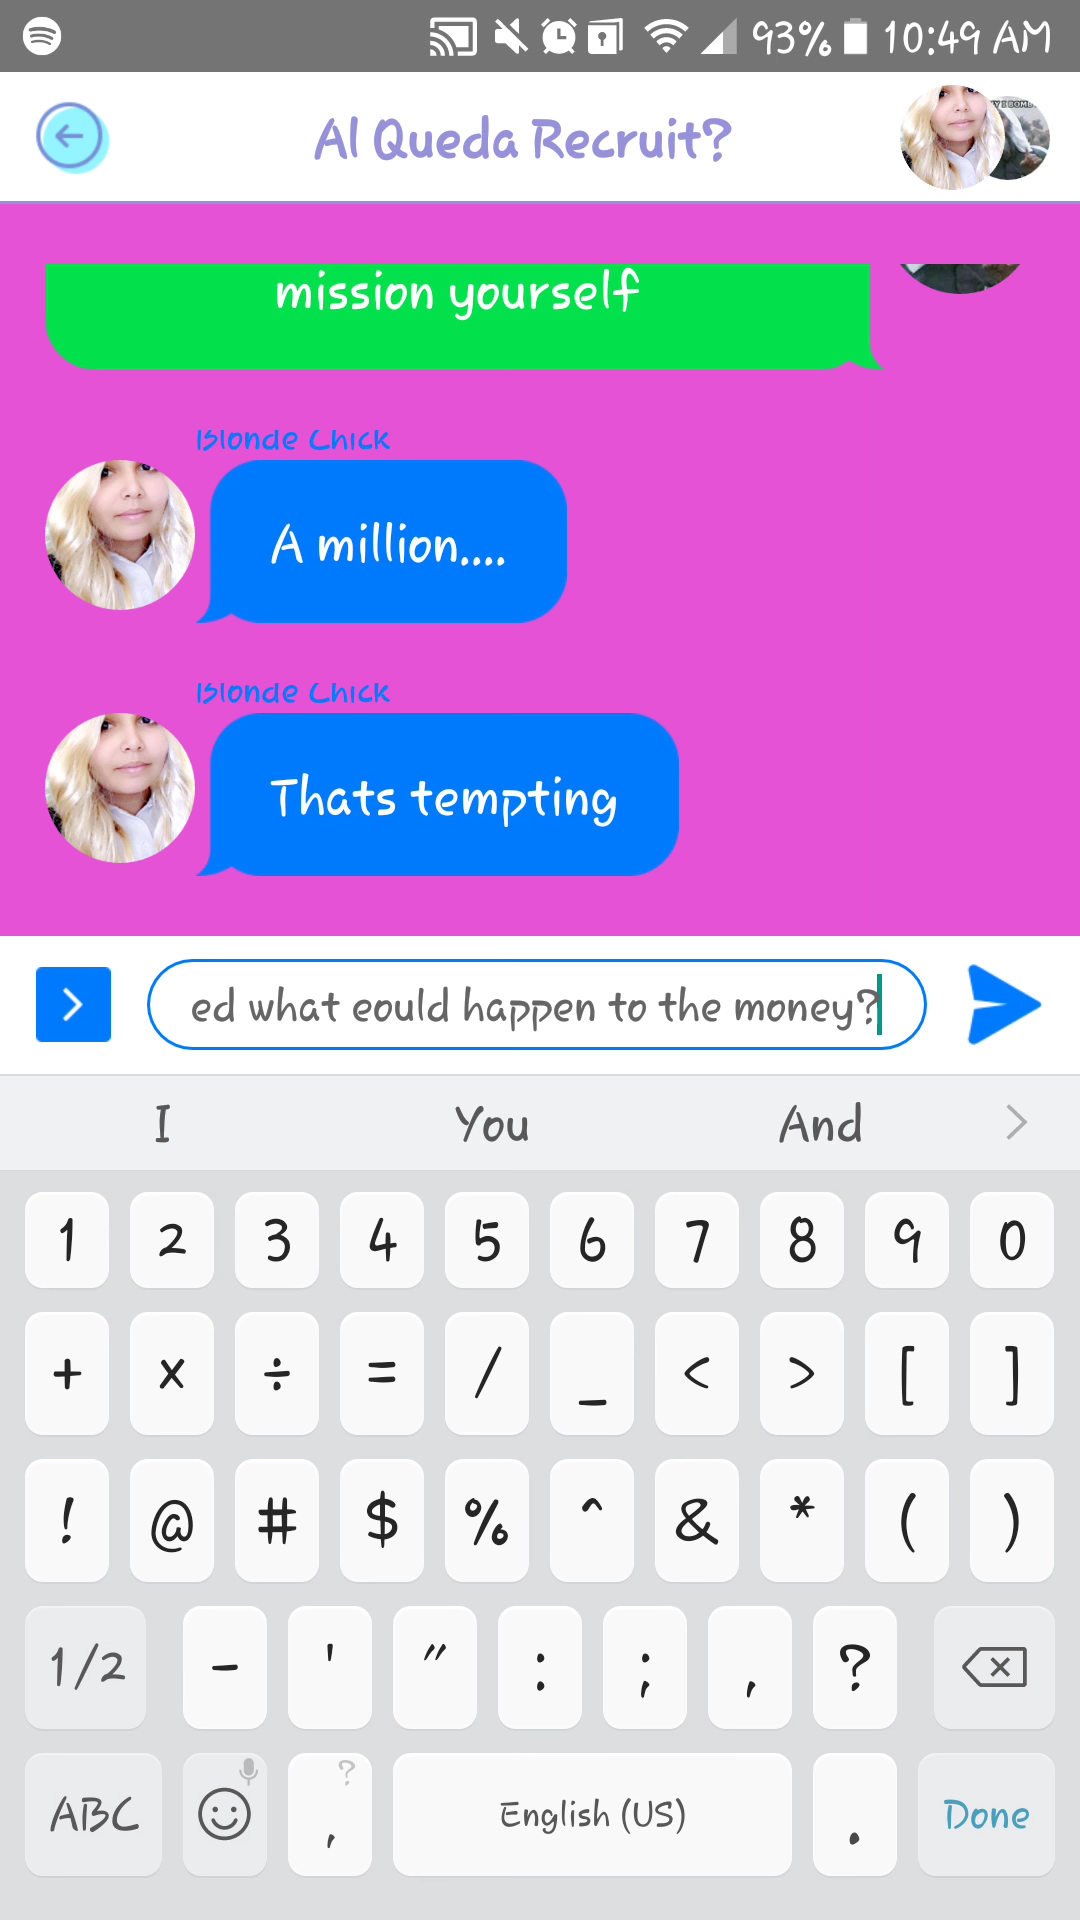 93% 10:49 AM
Al Queda Recruit?
mission yourself
Blonde Chick
A million....
Blonde Chick
Thats tempting
ed what eould happen to the money?
I You And
1 2 3 4 5 6 7 8 9 0
+ × ÷ = / _ < > [ ]
! @ # $ % ^ & * ( )
1/2 - ' " : ; , ?
ABC , ? English (US) . Done